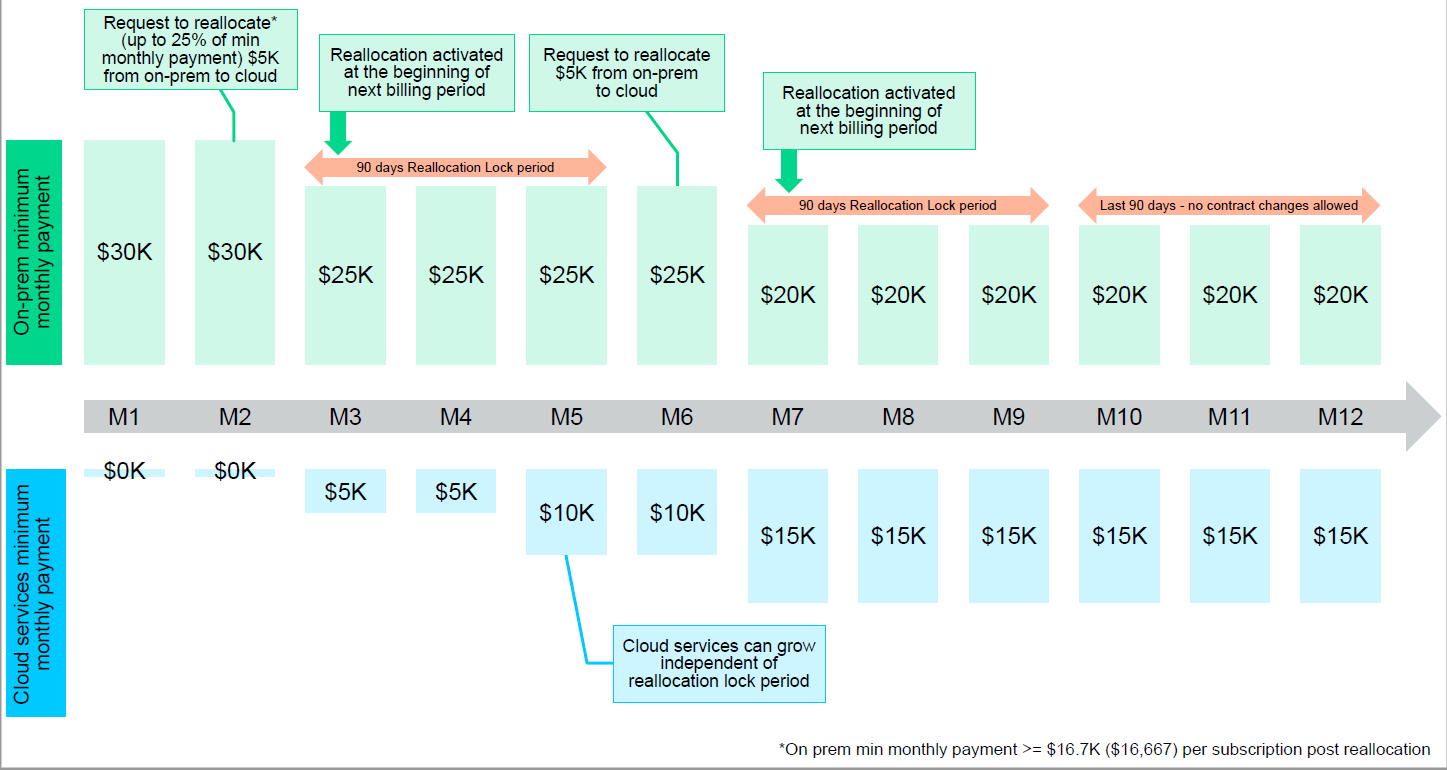 Request to reallocate*
(up to 25% of min
monthly payment) $5K
from on-prem to cloud
Reallocation activated
at the beginning of
next billing period
Request to reallocate
$5K from on-prem
to cloud
Reallocation activated
at the beginning of
next billing period
90 days Reallocation Lock period
90 days Reallocation Lock period
Last 90 days - no contract changes allowed
On-prem minimum
monthly payment
$30K
$30K
$25K
$25K
$25K
$25K
$20K
$20K
$20K
$20K
$20K
$20K
M1
M2
M3
M4
M5
M6
M7
M8
M9
M10
M11
M12
Cloud services minimum
monthly payment
$0K
$0K
$5K
$5K
$10K
$10K
$15K
$15K
$15K
$15K
$15K
$15K
Cloud services can grow
independent of
reallocation lock period
*On prem min monthly payment >= $16.7K ($16,667) per subscription post reallocation